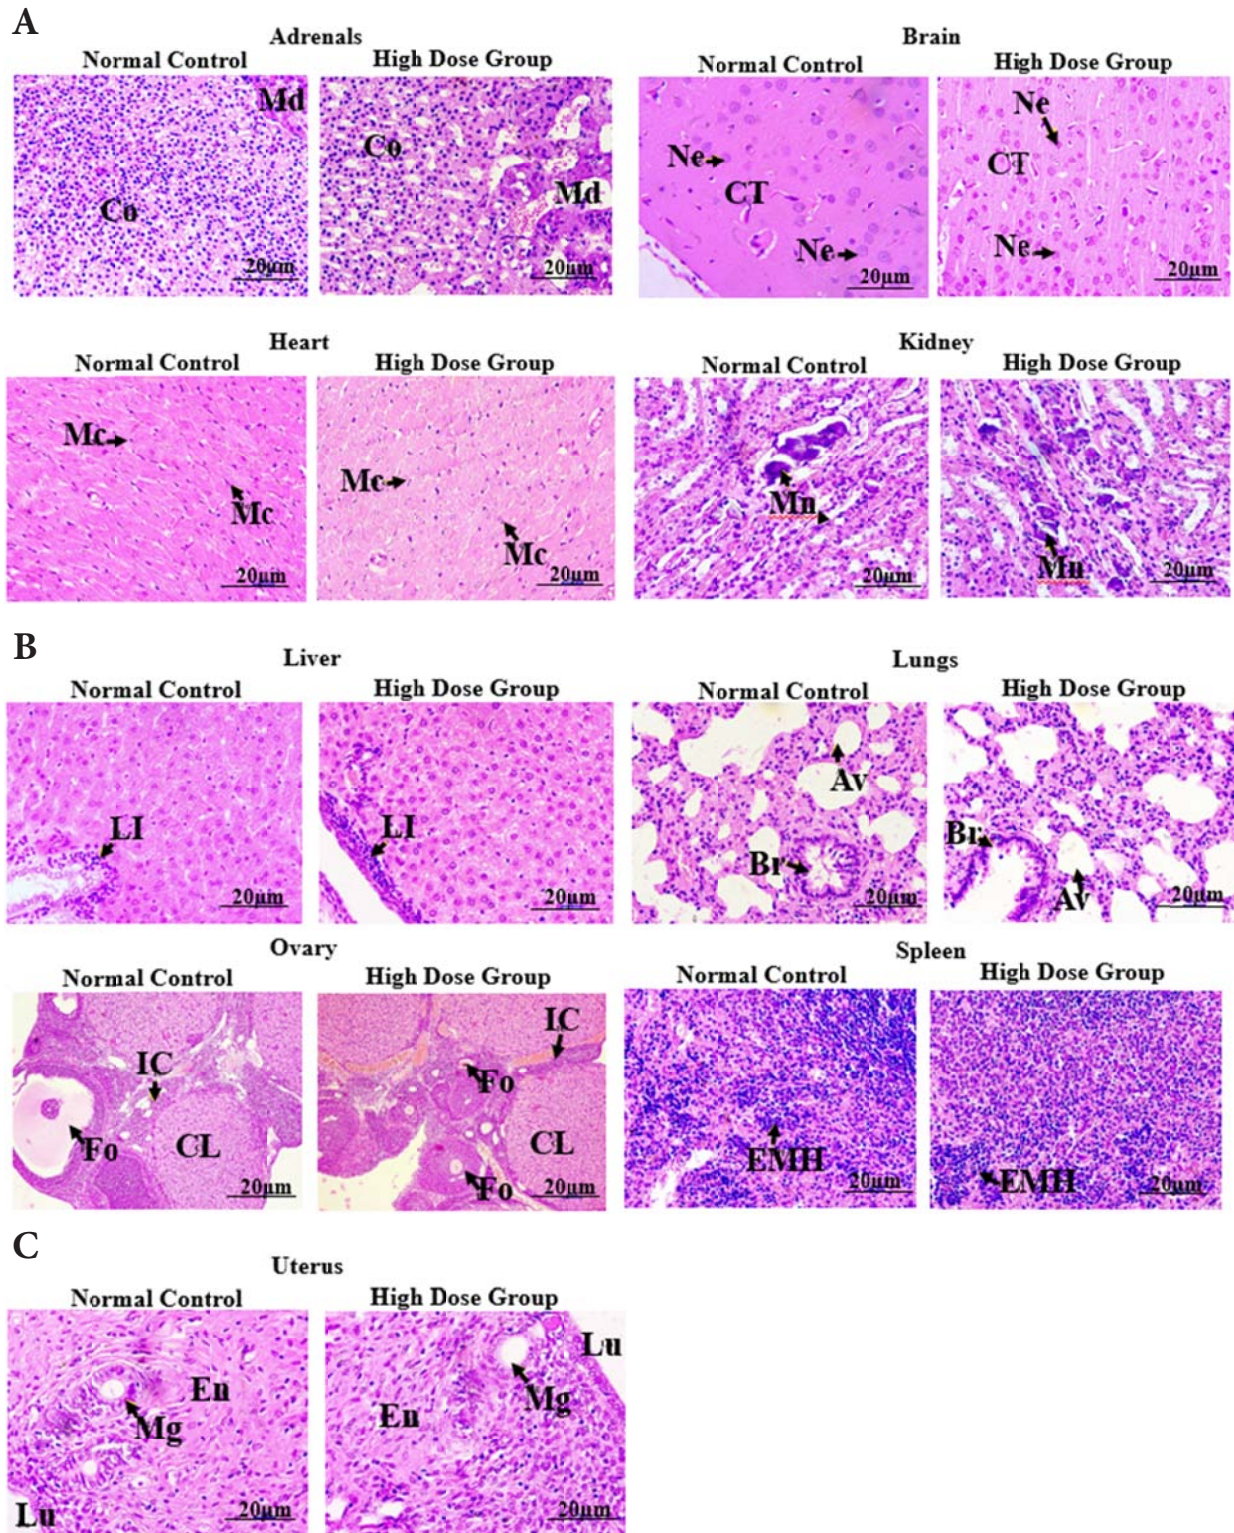 A
Adrenals
Brain
Normal Control
High Dose Group
Normal Control
High Dose Group
Md
Co
20μm
Co
Md
20μm
Ne
CT
Ne
20μm
Ne
CT
Ne
20μm
Heart
Kidney
Normal Control
High Dose Group
Normal Control
High Dose Group
Mc
Mc
20μm
Mc
Mc
20μm
Mn
20μm
Mn
20μm
B
Liver
Lungs
Normal Control
High Dose Group
Normal Control
High Dose Group
LI
20μm
LI
20μm
Av
Br
20μm
Br
Av
20μm
Ovary
Spleen
Normal Control
High Dose Group
Normal Control
High Dose Group
IC
Fo
CL
20μm
IC
Fo
CL
Fo
20μm
EMH
20μm
EMH
20μm
C
Uterus
Normal Control
High Dose Group
En
Mg
Lu
20μm
Lu
Mg
En
20μm